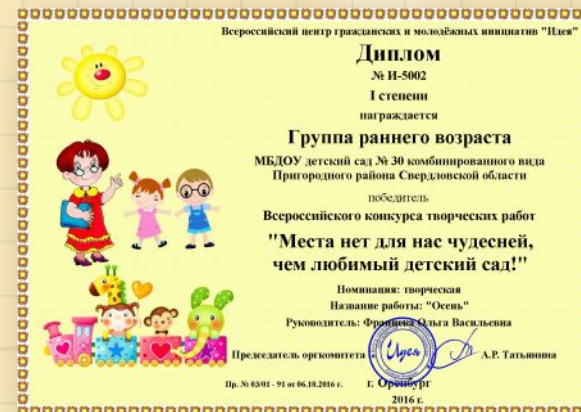 Всероссийский центр гражданских и молодёжных инициатив "Идея"
Диплом
№ И-5002
I степени
награждается
Группа раннего возраста
МБДОУ детский сад № 30 комбинированного вида
Пригородного района Свердловской области
победитель
Всероссийского конкурса творческих работ
"Места нет для нас чудесней,
чем любимый детский сад!"
Номинация: творческая
Название работы: "Осень"
Руководитель: Францева Ольга Васильевна
Председатель оргкомитета Идея А.Р. Татьянина
Пр. № 03/01 - 91 от 06.10.2016 г. г. Оренбург
2016 г.